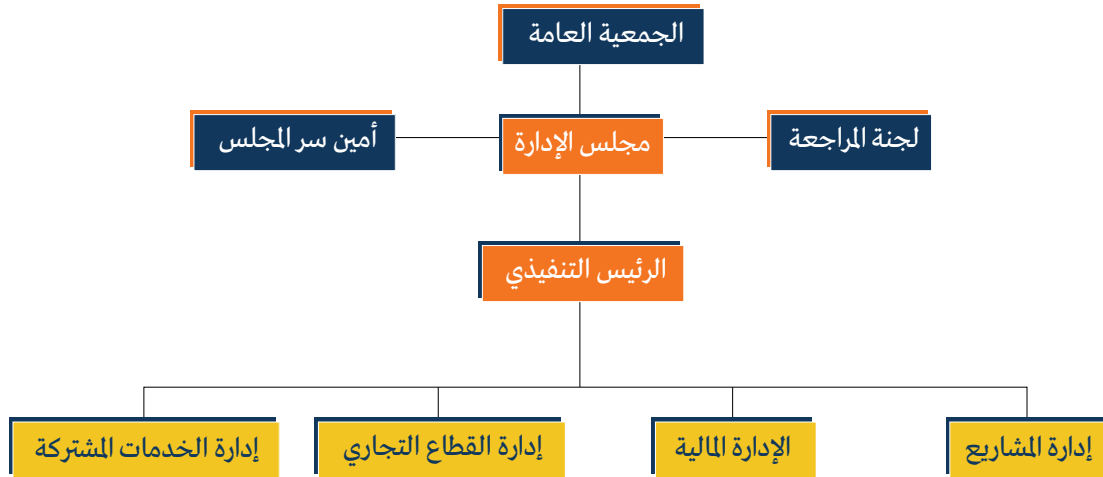 الجمعية العامة
لجنة المراجعة
مجلس الإدارة
أمين سر المجلس
الرئيس التنفيذي
إدارة المشاريع
الإدارة المالية
إدارة القطاع التجاري
إدارة الخدمات المشتركة